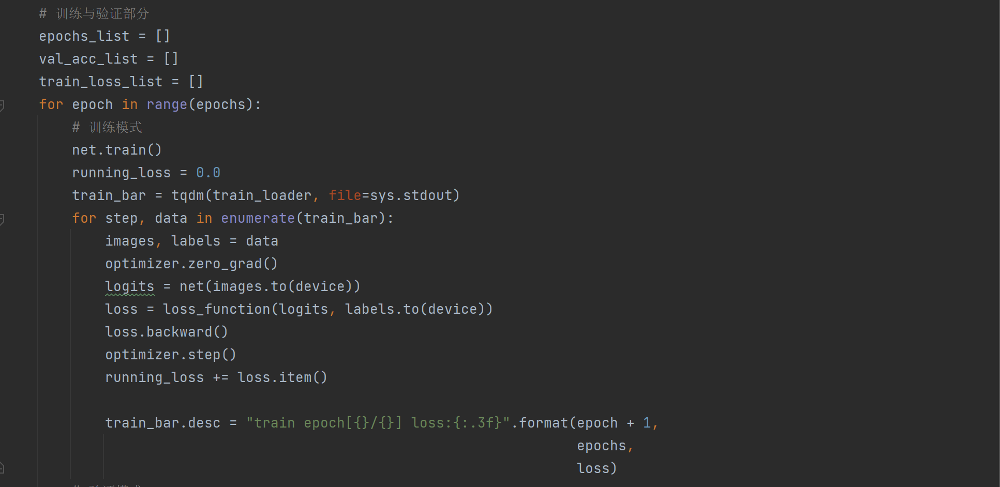 # 训练与验证部分
epochs_list = []
val_acc_list = []
train_loss_list = []
for epoch in range(epochs):
# 训练模式
net.train()
running_loss = 0.0
train_bar = tqdm(train_loader, file=sys.stdout)
for step, data in enumerate(train_bar):
images, labels = data
optimizer.zero_grad()
logits = net(images.to(device))
loss = loss_function(logits, labels.to(device))
loss.backward()
optimizer.step()
running_loss += loss.item()
train_bar.desc = "train epoch[{}/{}] loss:{:.3f}".format(epoch + 1,
epochs,
loss)